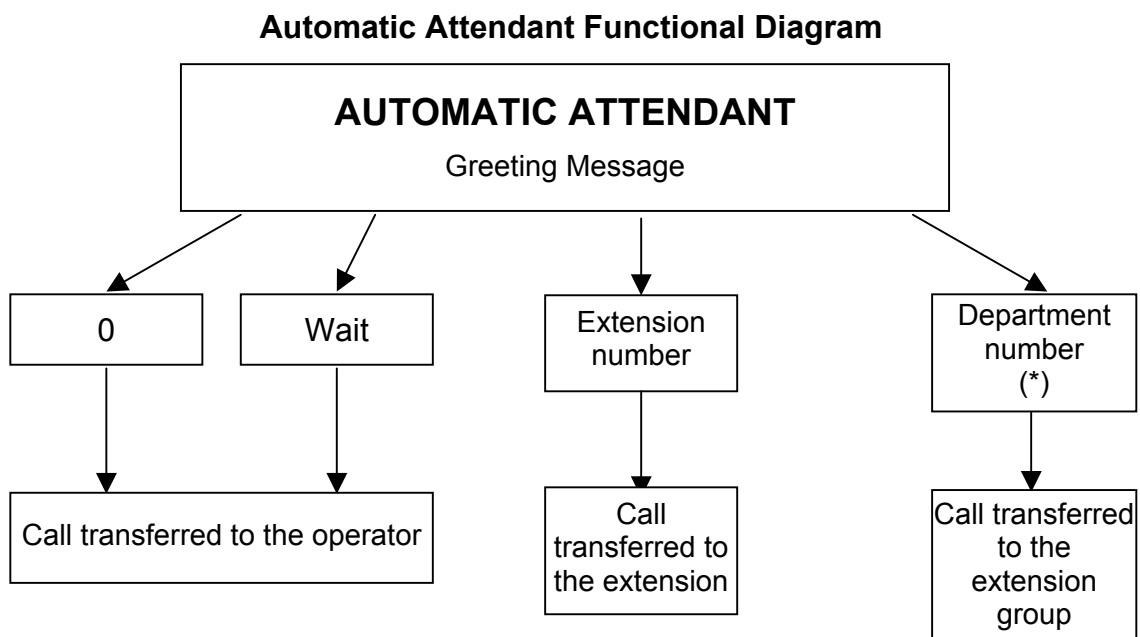 Automatic Attendant Functional Diagram
AUTOMATIC ATTENDANT
Greeting Message
0
Wait
Extension
number
Department
number
(*)
Call transferred to the operator
Call
transferred to
the extension
Call transferred
to the
extension
group